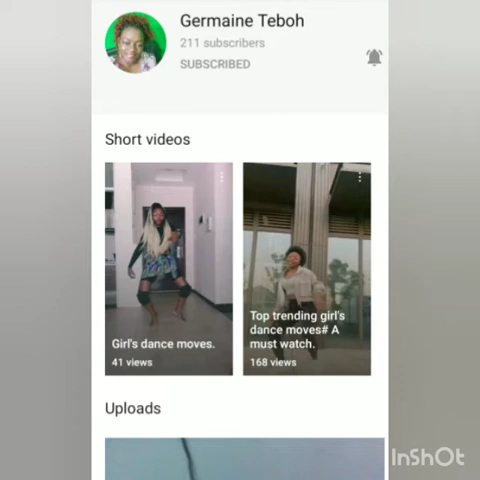 Germaine Teboh
211 subscribers
SUBSCRIBED
Short videos
Girl's dance moves.
41 views
Top trending girl's
dance moves# A
must watch.
168 views
Uploads
InShOt